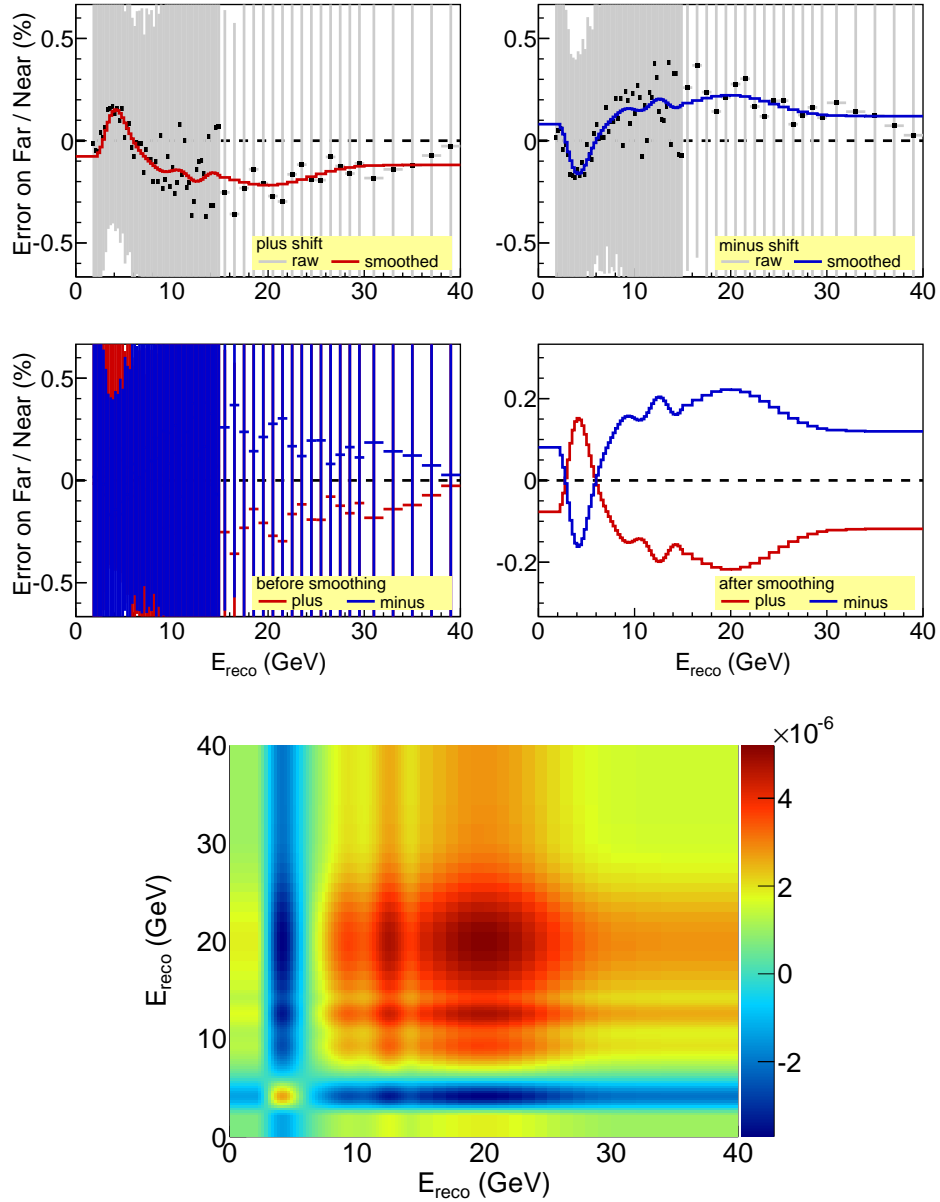 Error on Far / Near (%)
0.5
0
-0.5
plus shift
raw smoothed
0 10 20 30 40
0.5
0
-0.5
minus shift
raw smoothed
0 10 20 30 40
Error on Far / Near (%)
0.5
0
-0.5
before smoothing
plus minus
0 10 20 30 40
E_reco (GeV)
0.2
0
-0.2
after smoothing
plus minus
0 10 20 30 40
E_reco (GeV)
×10^-6
40
30
20
10
0
E_reco (GeV)
4
2
0
-2
0 10 20 30 40
E_reco (GeV)